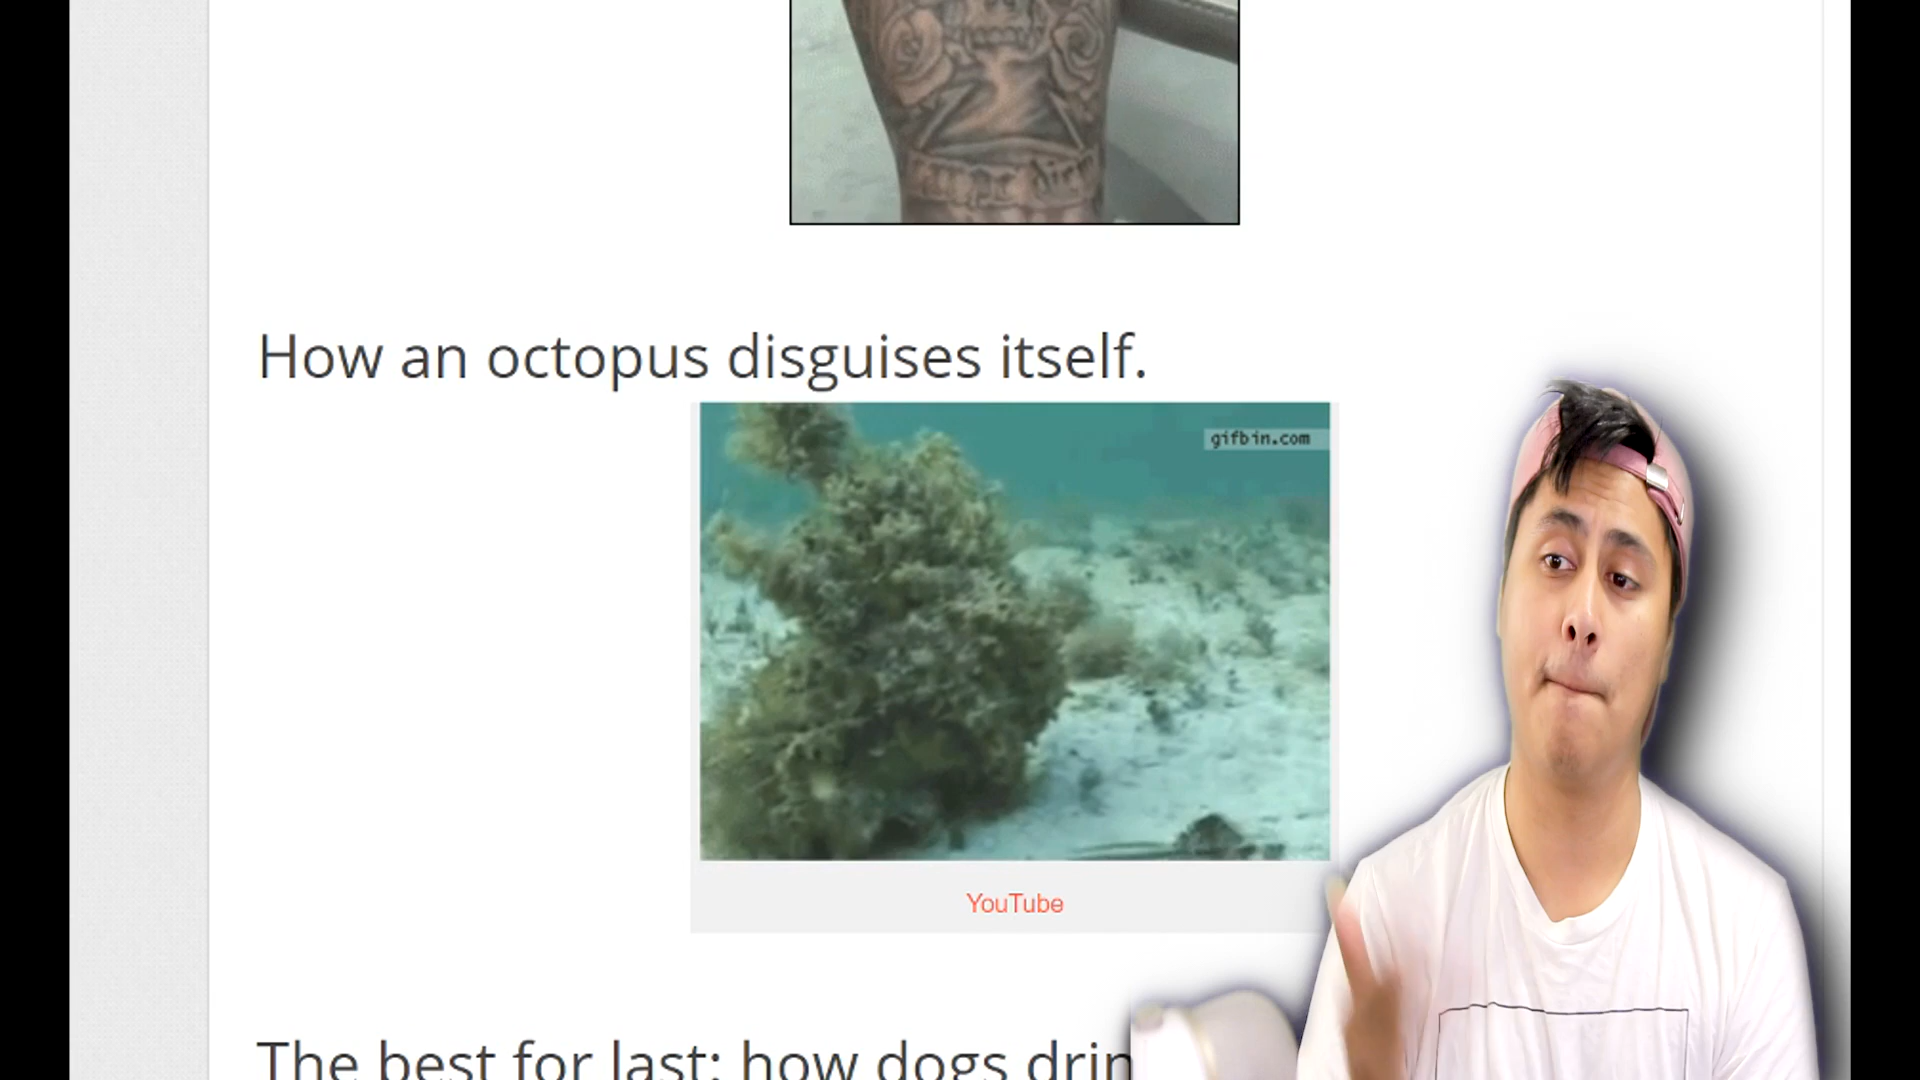 How an octopus disguises itself.
gifbin.com
YouTube
The best for last: how dogs drin